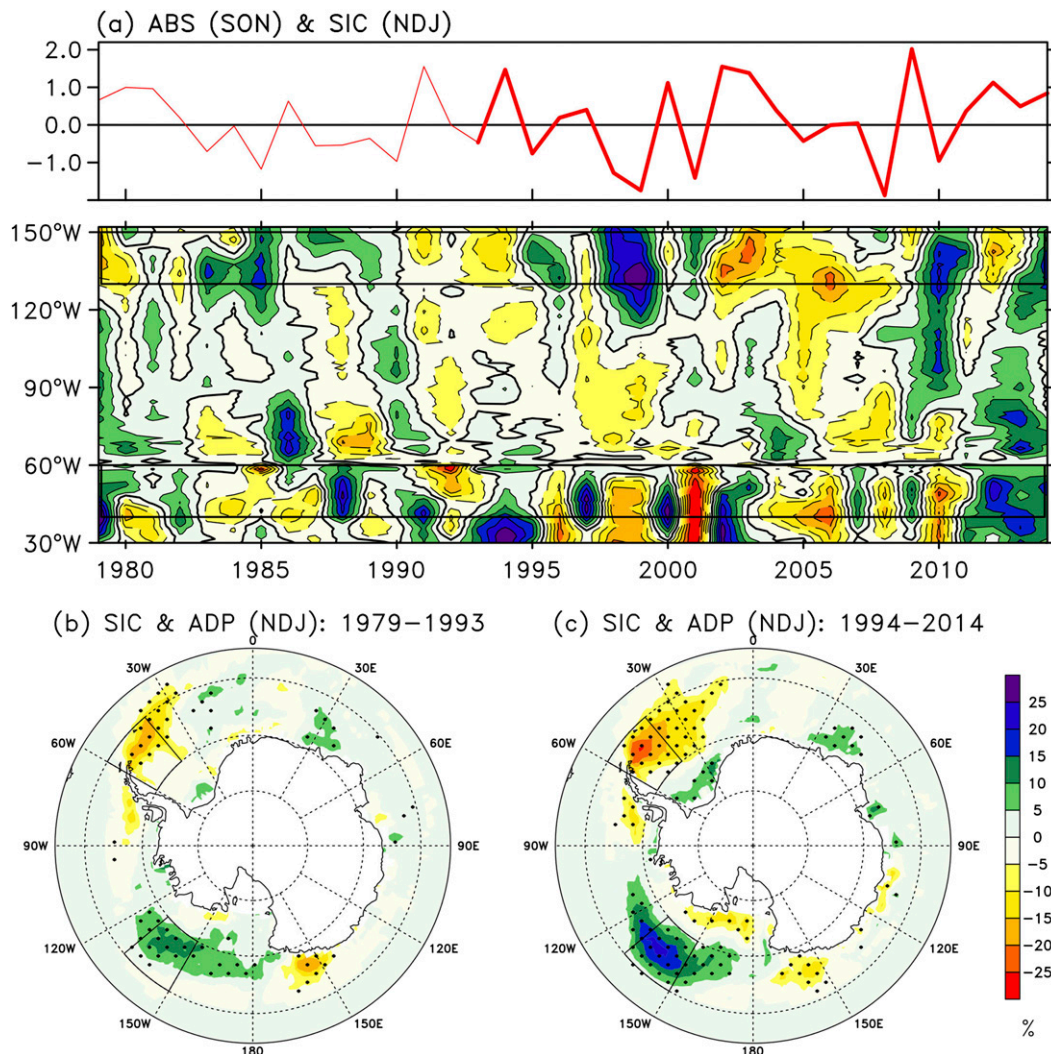 (a) ABS (SON) & SIC (NDJ)
2.0
1.0
0.0
−1.0
150°W
120°W
90°W
60°W
30°W
1980 1985 1990 1995 2000 2005 2010
(b) SIC & ADP (NDJ): 1979−1993
(c) SIC & ADP (NDJ): 1994−2014
0
30W 30E
60W 60E
90W 90E
120W 120E
150W 150E
180
0
30W 30E
60W 60E
90W 90E
120W 120E
150W 150E
180
25
20
15
10
5
0
−5
−10
−15
−20
−25
%